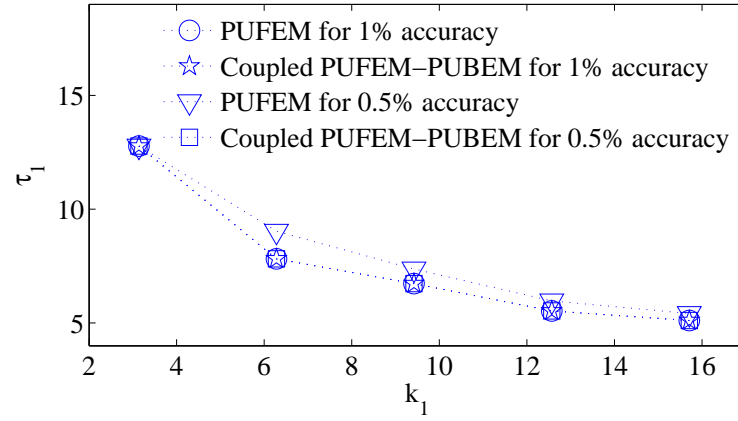 PUFEM for 1% accuracy
Coupled PUFEM−PUBEM for 1% accuracy
PUFEM for 0.5% accuracy
Coupled PUFEM−PUBEM for 0.5% accuracy
15
10
5
τ1
2 4 6 8 10 12 14 16
k1